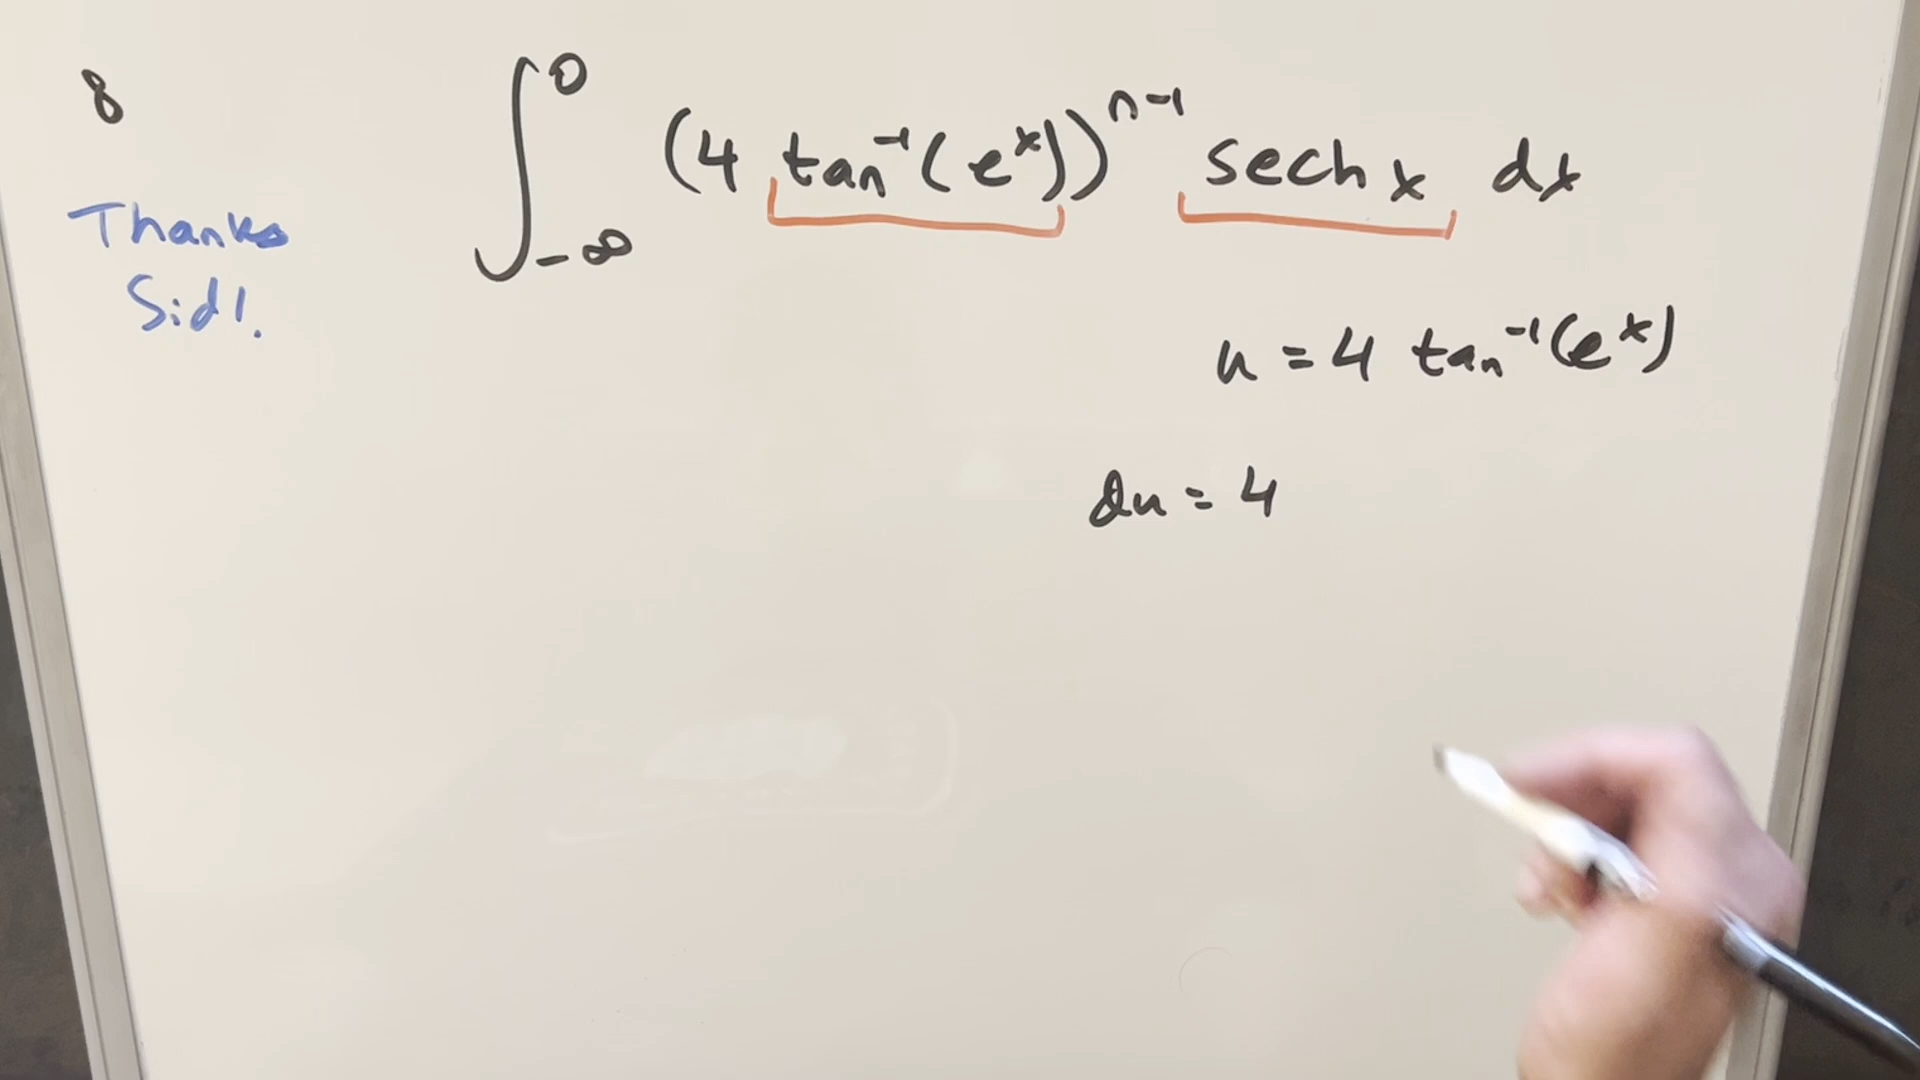 8
∫_{-∞}^{0} (4 tan⁻¹(eˣ))ⁿ⁻¹ sech x dx
Thanks
Sid!.
u = 4 tan⁻¹(eˣ)
du = 4